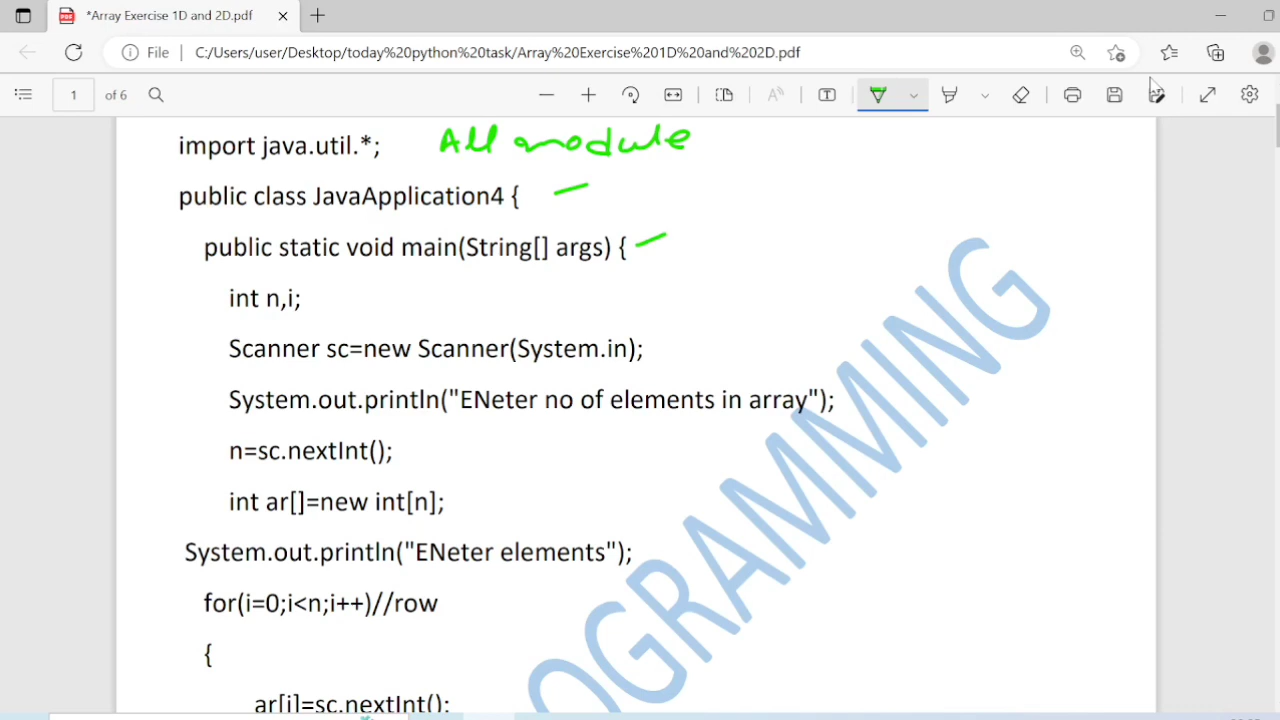 *Array Exercise 1D and 2D.pdf
File C:/Users/user/Desktop/today%20python%20task/Array%20Exercise%201D%20and%202D.pdf
1 of 6
import java.util.*; All module
public class JavaApplication4 {
public static void main(String[] args) {
int n,i;
Scanner sc=new Scanner(System.in);
System.out.println("ENeter no of elements in array");
n=sc.nextInt();
int ar[]=new int[n];
System.out.println("ENeter elements");
for(i=0;i<n;i++)//row
{
ar[i]=sc.nextInt();
OGRAMMING